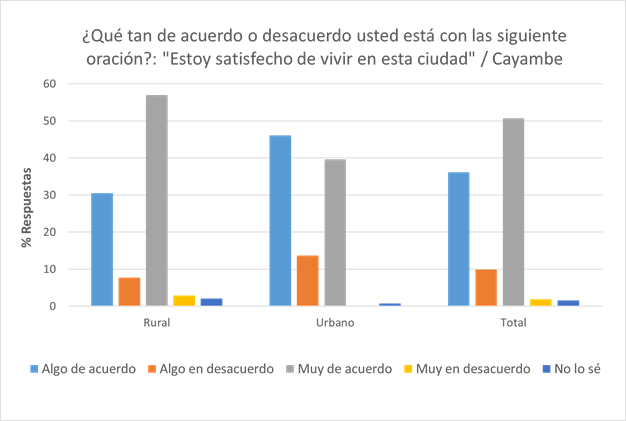 ¿Qué tan de acuerdo o desacuerdo usted está con las siguiente
oración?: "Estoy satisfecho de vivir en esta ciudad" / Cayambe
60
50
40
30
20
10
0
% Respuestas
Rural Urbano Total
Algo de acuerdo Algo en desacuerdo Muy de acuerdo Muy en desacuerdo No lo sé